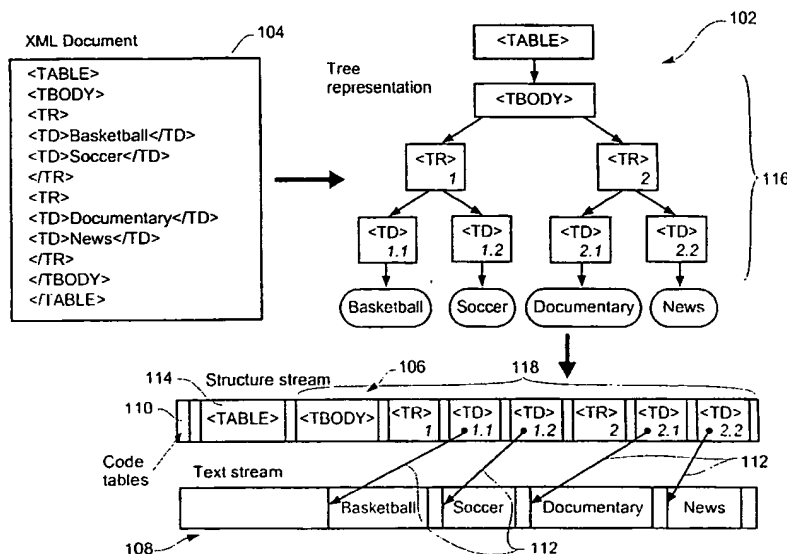 XML Document
104
<TABLE>
<TBODY>
<TR>
<TD>Basketball</TD>
<TD>Soccer</TD>
</TR>
<TR>
<TD>Documentary</TD>
<TD>News</TD>
</TR>
</TBODY>
</TABLE>
Tree
representation
102
<TABLE>
<TBODY>
<TR>
1
<TR>
2
116
<TD>
1.1
<TD>
1.2
<TD>
2.1
<TD>
2.2
Basketball
Soccer
Documentary
News
114
Structure stream
106
118
110
<TABLE>
<TBODY>
<TR>
1
<TD>
1.1
<TD>
1.2
<TR>
2
<TD>
2.1
<TD>
2.2
Code
tables
Text stream
112
Basketball
Soccer
Documentary
News
108
112